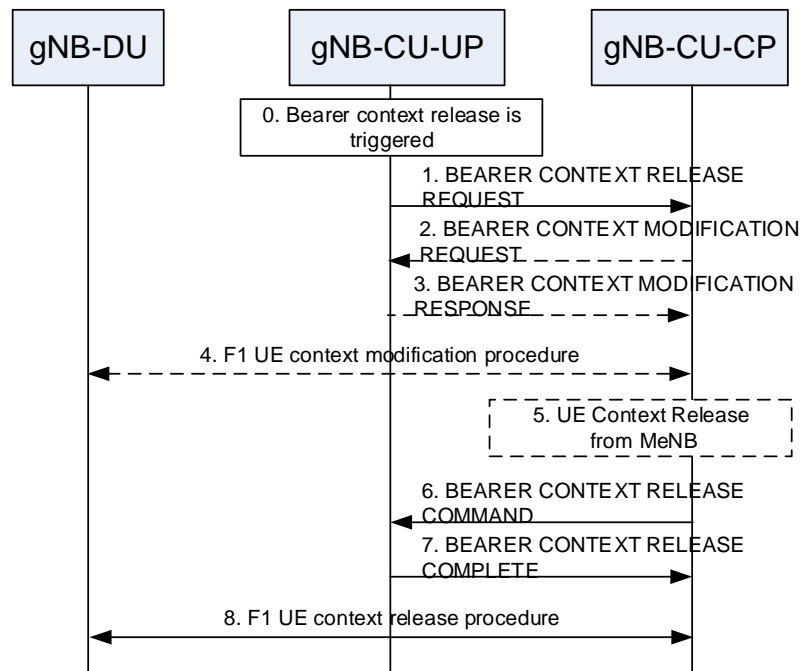 gNB-DU
gNB-CU-UP
gNB-CU-CP
0. Bearer context release is
triggered
1. BEARER CONTEXT RELEASE
REQUEST
2. BEARER CONTEXT MODIFICATION
REQUEST
3. BEARER CONTEXT MODIFICATION
RESPONSE
4. F1 UE context modification procedure
5. UE Context Release
from MeNB
6. BEARER CONTEXT RELEASE
COMMAND
7. BEARER CONTEXT RELEASE
COMPLETE
8. F1 UE context release procedure